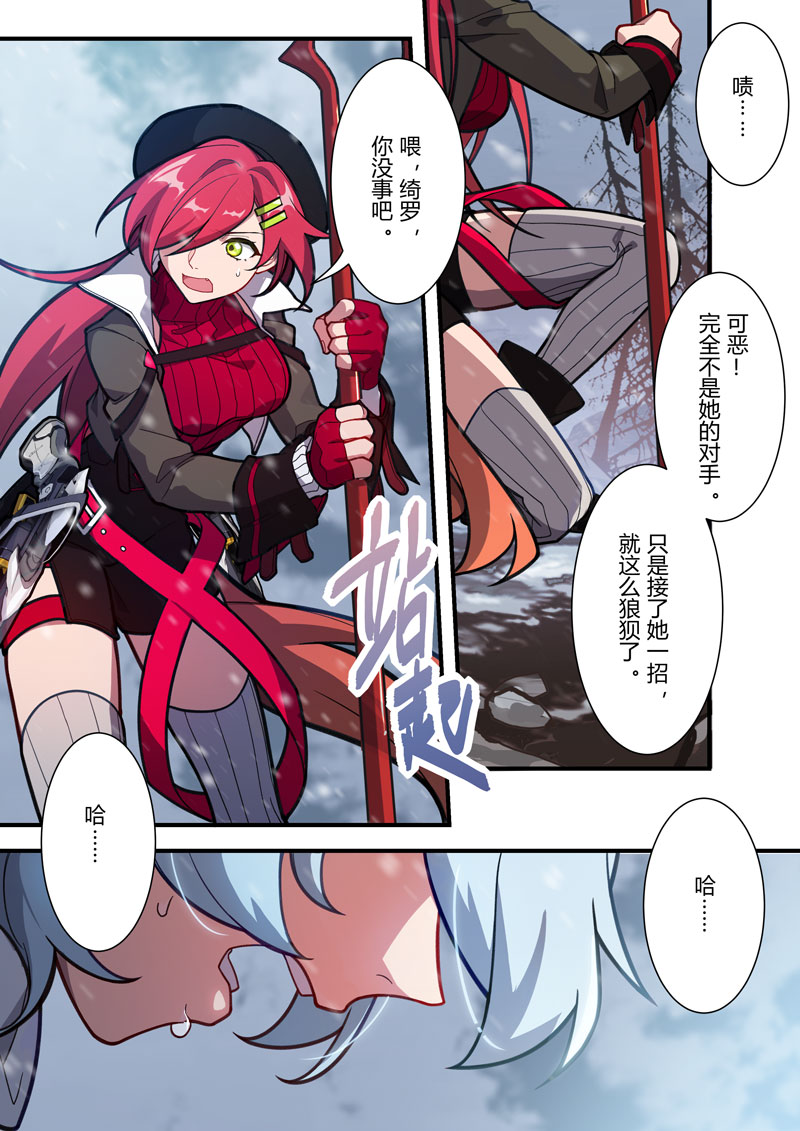 啧……
可恶！
完全不是她的对手。
只是接了她一招，
就这么狼狈了。
喂，绮罗，
你没事吧。
站起
哈……
哈……